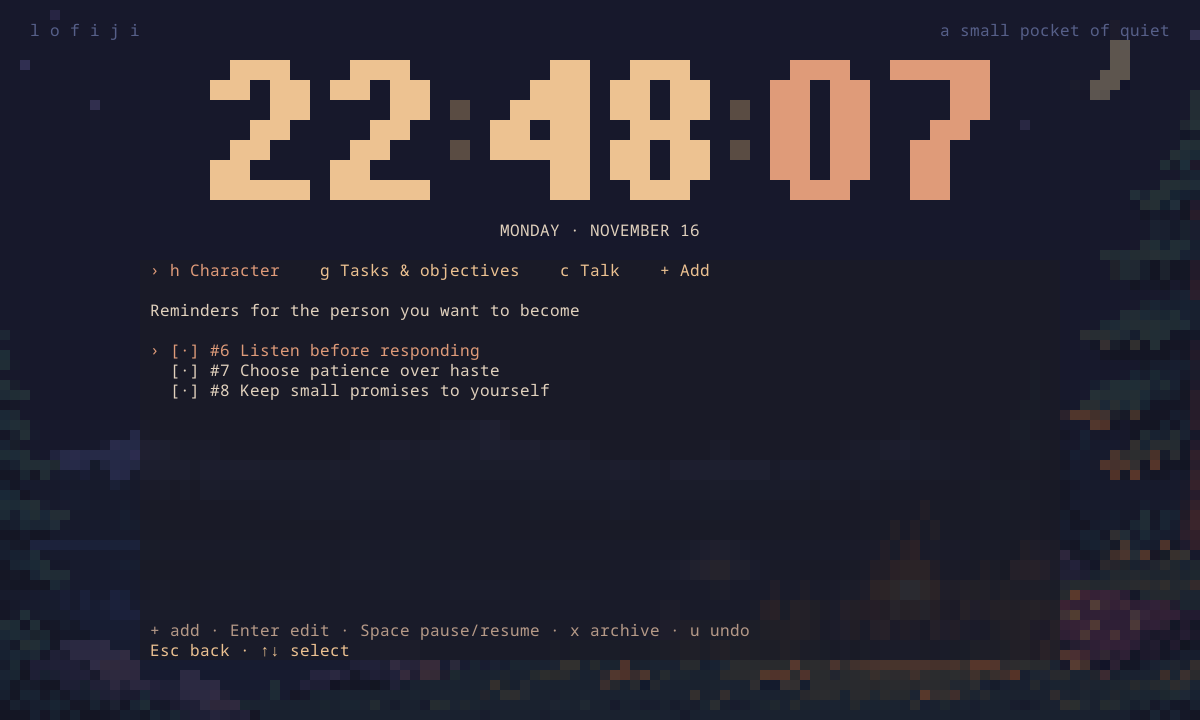 l o f i j i
a small pocket of quiet
22:48:07
MONDAY · NOVEMBER 16
› h Character g Tasks & objectives c Talk + Add
Reminders for the person you want to become
› [·] #6 Listen before responding
[·] #7 Choose patience over haste
[·] #8 Keep small promises to yourself
+ add · Enter edit · Space pause/resume · x archive · u undo
Esc back · ↑↓ select